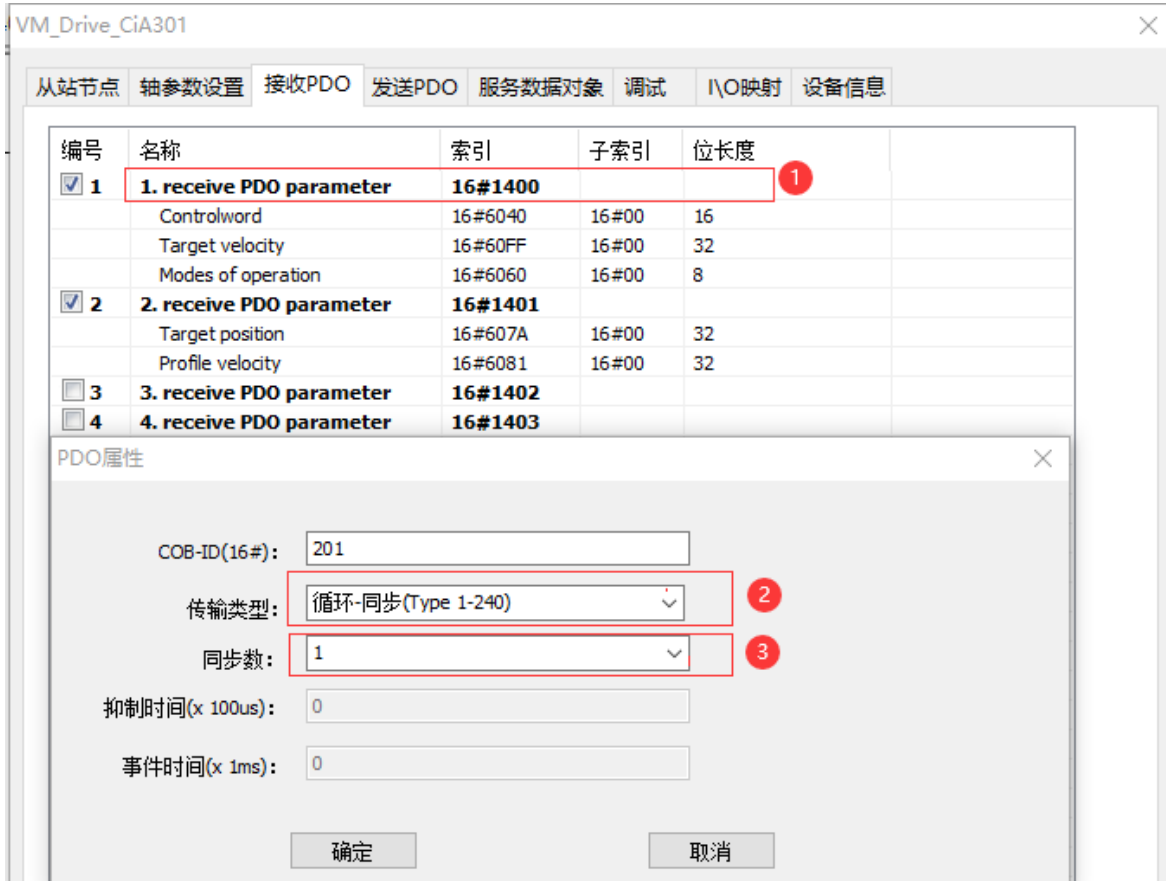 VM_Drive_CiA301
从站节点 轴参数设置 接收PDO 发送PDO 服务数据对象 调试 I\O映射 设备信息
编号 名称 索引 子索引 位长度
1 1. receive PDO parameter 16#1400 1
Controlword 16#6040 16#00 16
Target velocity 16#60FF 16#00 32
Modes of operation 16#6060 16#00 8
2 2. receive PDO parameter 16#1401
Target position 16#607A 16#00 32
Profile velocity 16#6081 16#00 32
3 3. receive PDO parameter 16#1402
4 4. receive PDO parameter 16#1403
PDO属性
COB-ID(16#): 201
传输类型: 循环-同步(Type 1-240) 2
同步数: 1 3
抑制时间(x 100us): 0
事件时间(x 1ms): 0
确定 取消